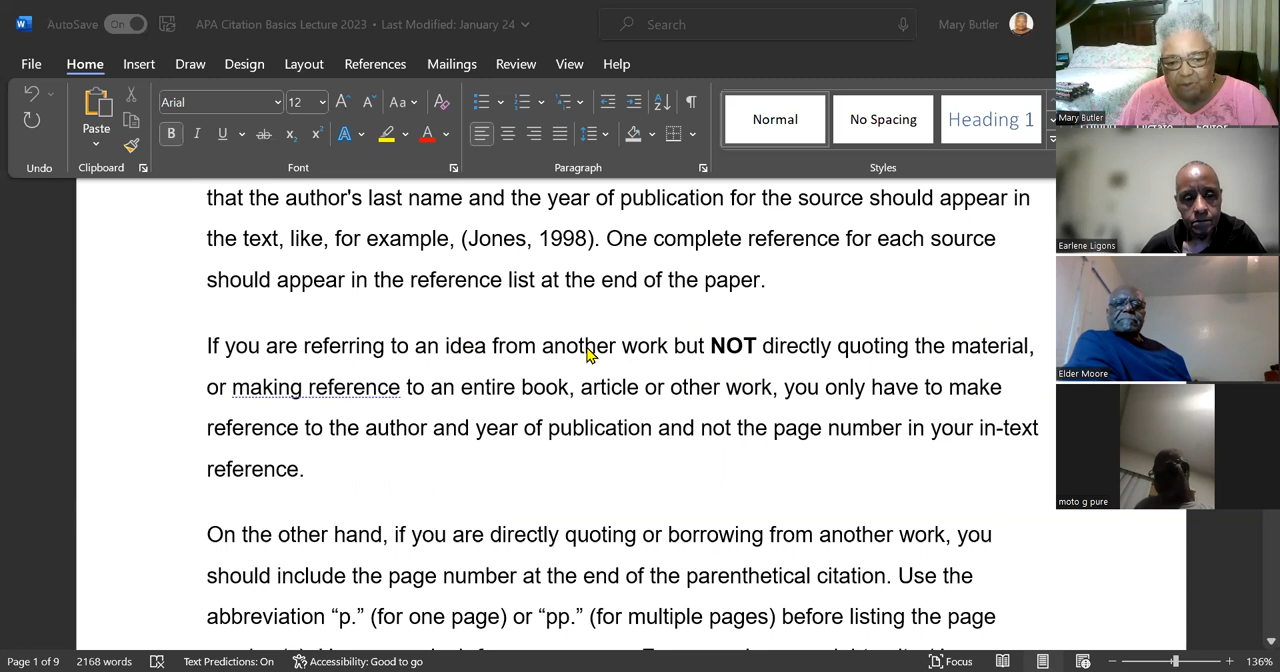 AutoSave On APA Citation Basics Lecture 2023 • Last Modified: January 24 Search Mary Butler
File Home Insert Draw Design Layout References Mailings Review View Help
Arial 12 Aa
Paste
B I U ab x₂ x² A A
Normal No Spacing Heading 1
Undo Clipboard Font Paragraph Styles
Mary Butler
Earlene Ligons
Elder Moore
moto g pure
that the author's last name and the year of publication for the source should appear in
the text, like, for example, (Jones, 1998). One complete reference for each source
should appear in the reference list at the end of the paper.
If you are referring to an idea from another work but NOT directly quoting the material,
or making reference to an entire book, article or other work, you only have to make
reference to the author and year of publication and not the page number in your in-text
reference.
On the other hand, if you are directly quoting or borrowing from another work, you
should include the page number at the end of the parenthetical citation. Use the
abbreviation “p.” (for one page) or “pp.” (for multiple pages) before listing the page
Page 1 of 9 2168 words Text Predictions: On Accessibility: Good to go Focus 136%